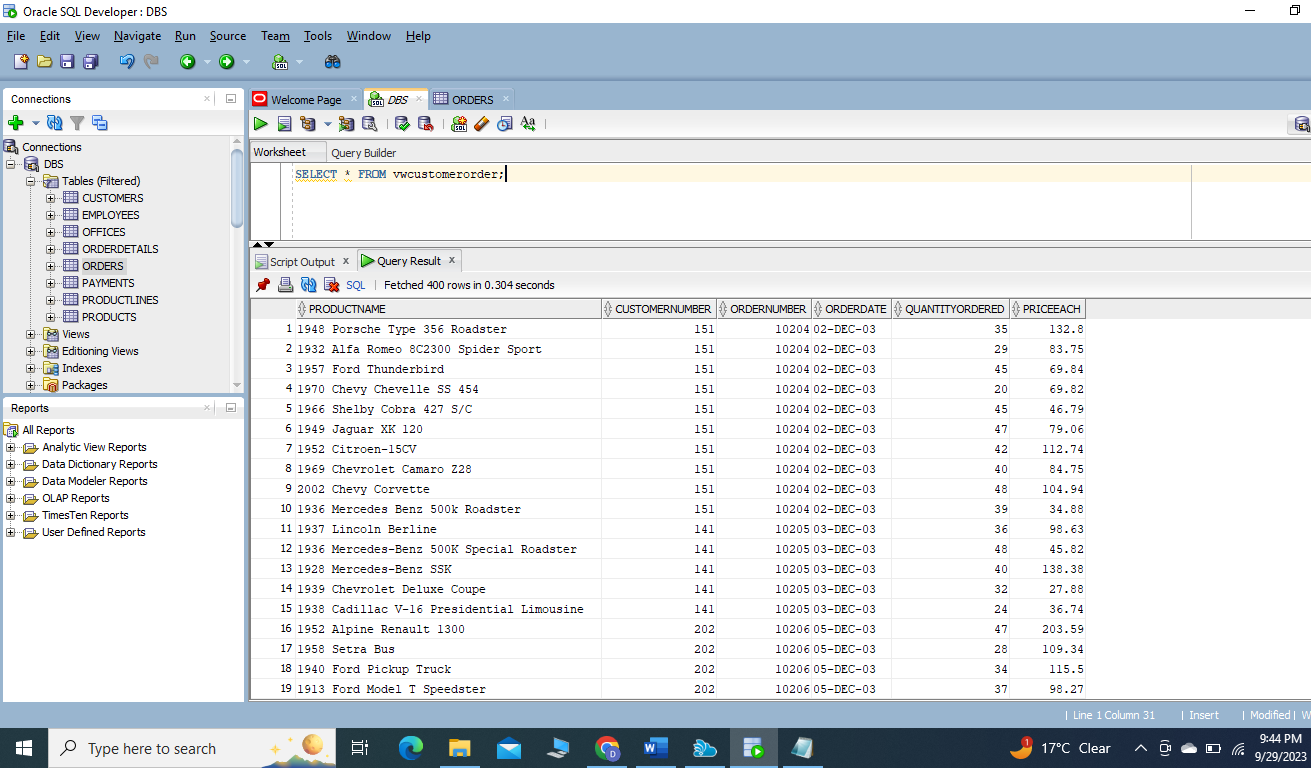 Oracle SQL Developer : DBS
File Edit View Navigate Run Source Team Tools Window Help
Connections
Connections
DBS
Tables (Filtered)
CUSTOMERS
EMPLOYEES
OFFICES
ORDERDETAILS
ORDERS
PAYMENTS
PRODUCTLINES
PRODUCTS
Views
Editioning Views
Indexes
Packages
Reports
All Reports
Analytic View Reports
Data Dictionary Reports
Data Modeler Reports
OLAP Reports
TimesTen Reports
User Defined Reports
Welcome Page DBS ORDERS
Worksheet Query Builder
SELECT * FROM vwcustomerorder;
Script Output x Query Result x
SQL | Fetched 400 rows in 0.304 seconds
PRODUCTNAME CUSTOMERNUMBER ORDERNUMBER ORDERDATE QUANTITYORDERED PRICEEACH
1 1948 Porsche Type 356 Roadster 151 10204 02-DEC-03 35 132.8
2 1932 Alfa Romeo 8C2300 Spider Sport 151 10204 02-DEC-03 29 83.75
3 1957 Ford Thunderbird 151 10204 02-DEC-03 45 69.84
4 1970 Chevy Chevelle SS 454 151 10204 02-DEC-03 20 69.82
5 1966 Shelby Cobra 427 S/C 151 10204 02-DEC-03 45 46.79
6 1949 Jaguar XK 120 151 10204 02-DEC-03 47 79.06
7 1952 Citroen-15CV 151 10204 02-DEC-03 42 112.74
8 1969 Chevrolet Camaro Z28 151 10204 02-DEC-03 40 84.75
9 2002 Chevy Corvette 151 10204 02-DEC-03 48 104.94
10 1936 Mercedes Benz 500k Roadster 151 10204 02-DEC-03 39 34.88
11 1937 Lincoln Berline 141 10205 03-DEC-03 36 98.63
12 1936 Mercedes-Benz 500K Special Roadster 141 10205 03-DEC-03 48 45.82
13 1928 Mercedes-Benz SSK 141 10205 03-DEC-03 40 138.38
14 1939 Chevrolet Deluxe Coupe 141 10205 03-DEC-03 32 27.88
15 1938 Cadillac V-16 Presidential Limousine 141 10205 03-DEC-03 24 36.74
16 1952 Alpine Renault 1300 202 10206 05-DEC-03 47 203.59
17 1958 Setra Bus 202 10206 05-DEC-03 28 109.34
18 1940 Ford Pickup Truck 202 10206 05-DEC-03 34 115.5
19 1913 Ford Model T Speedster 202 10206 05-DEC-03 37 98.27
| Line 1 Column 31 | Insert | Modified | W
Type here to search
1 17°C Clear
9:44 PM
9/29/2023